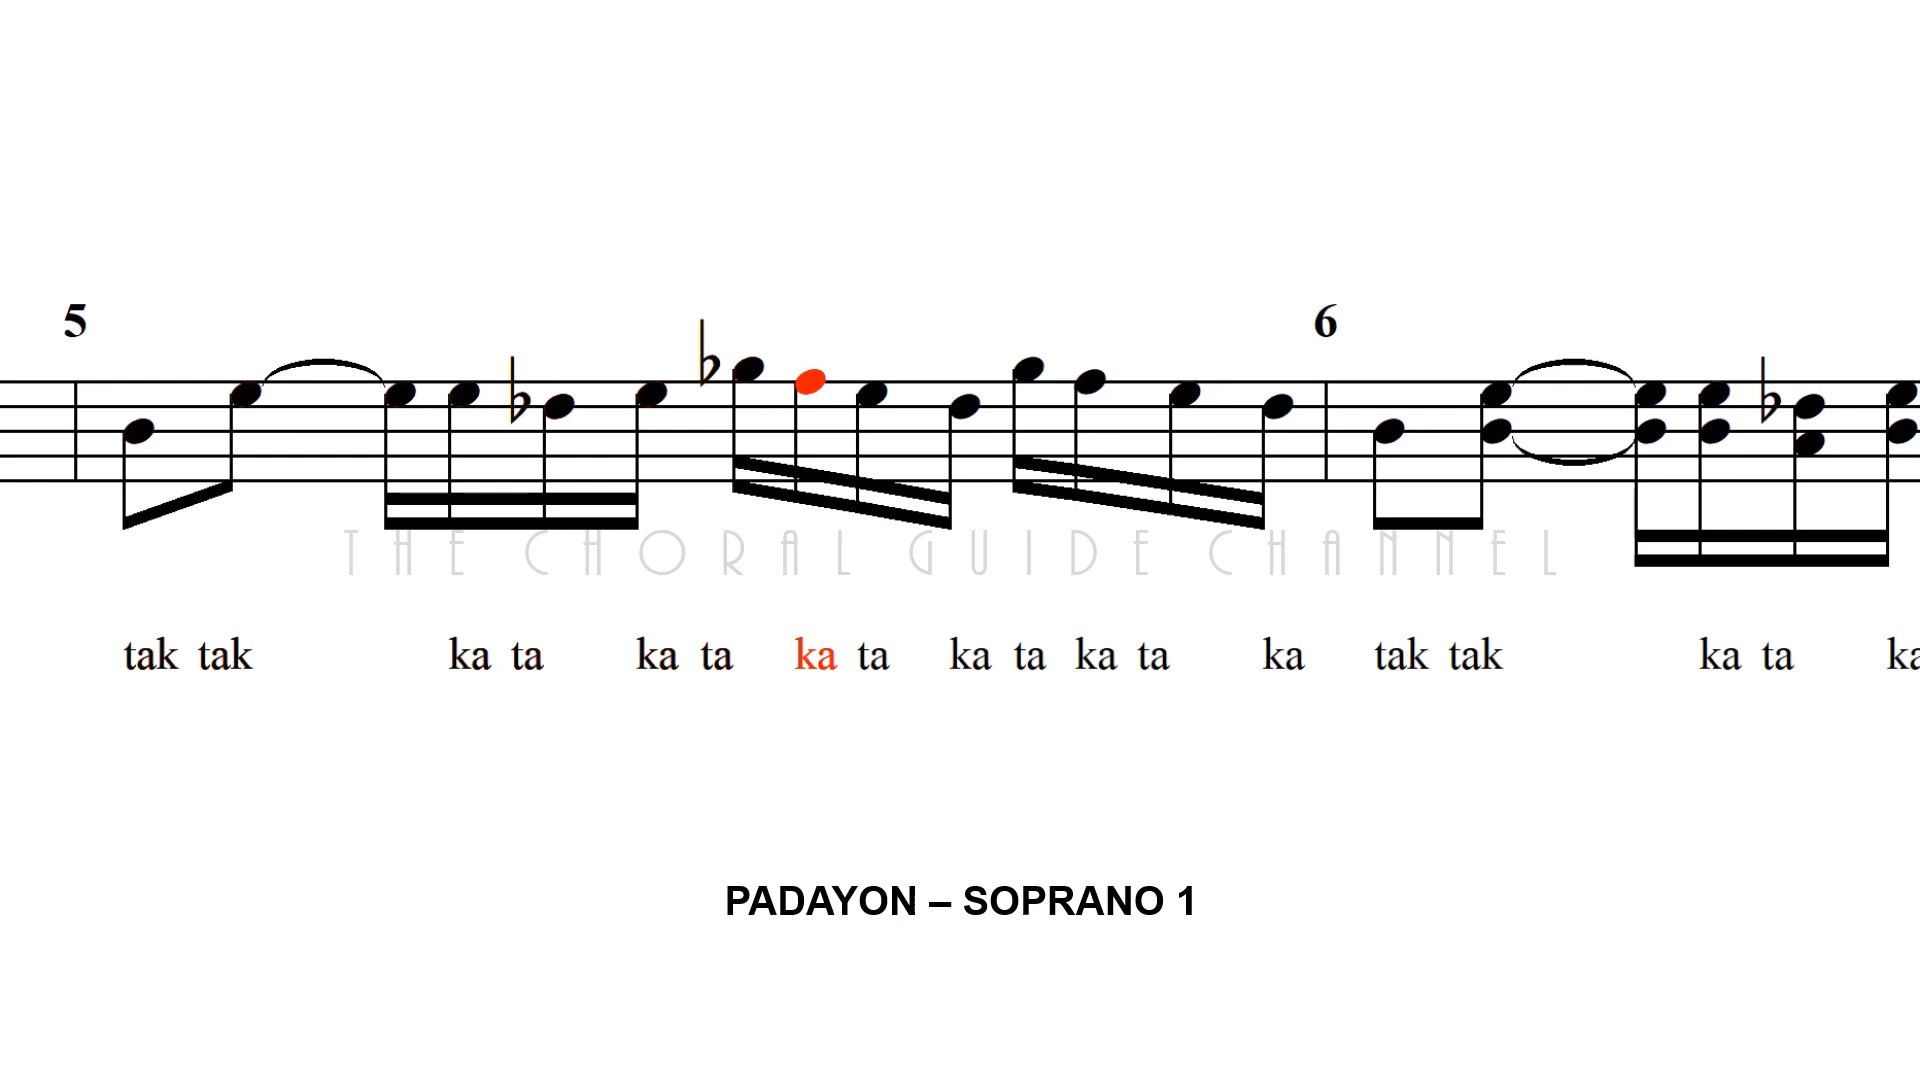 5 6
THE CHORAL GUIDE CHANNEL
tak tak ka ta ka ta ka ta ka ta ka ta ka tak tak ka ta
PADAYON – SOPRANO 1